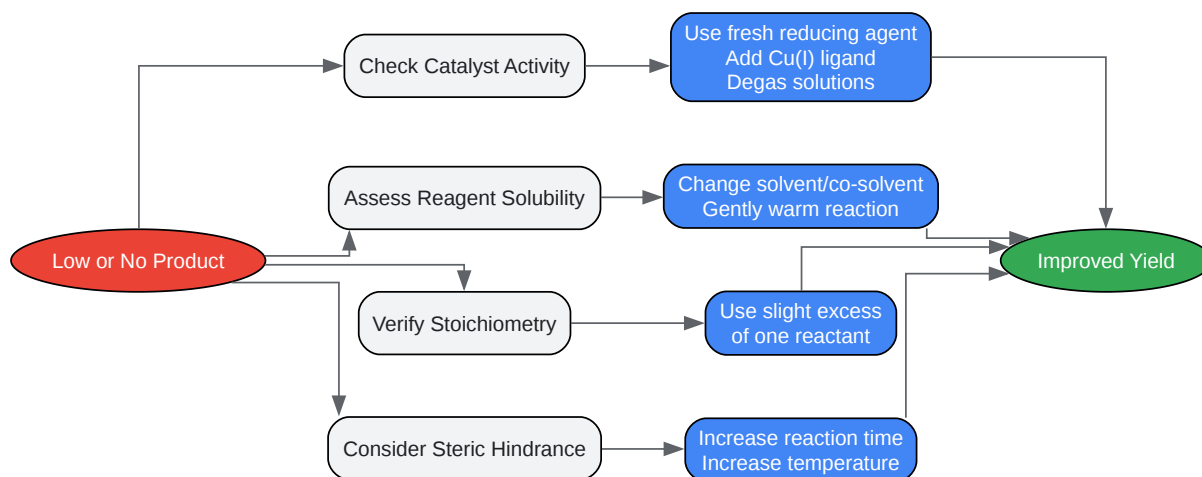 Use fresh reducing agent
Add Cu(I) ligand
Degas solutions
Check Catalyst Activity
Change solvent/co-solvent
Gently warm reaction
Assess Reagent Solubility
Low or No Product
Improved Yield
Use slight excess
of one reactant
Verify Stoichiometry
Increase reaction time
Increase temperature
Consider Steric Hindrance